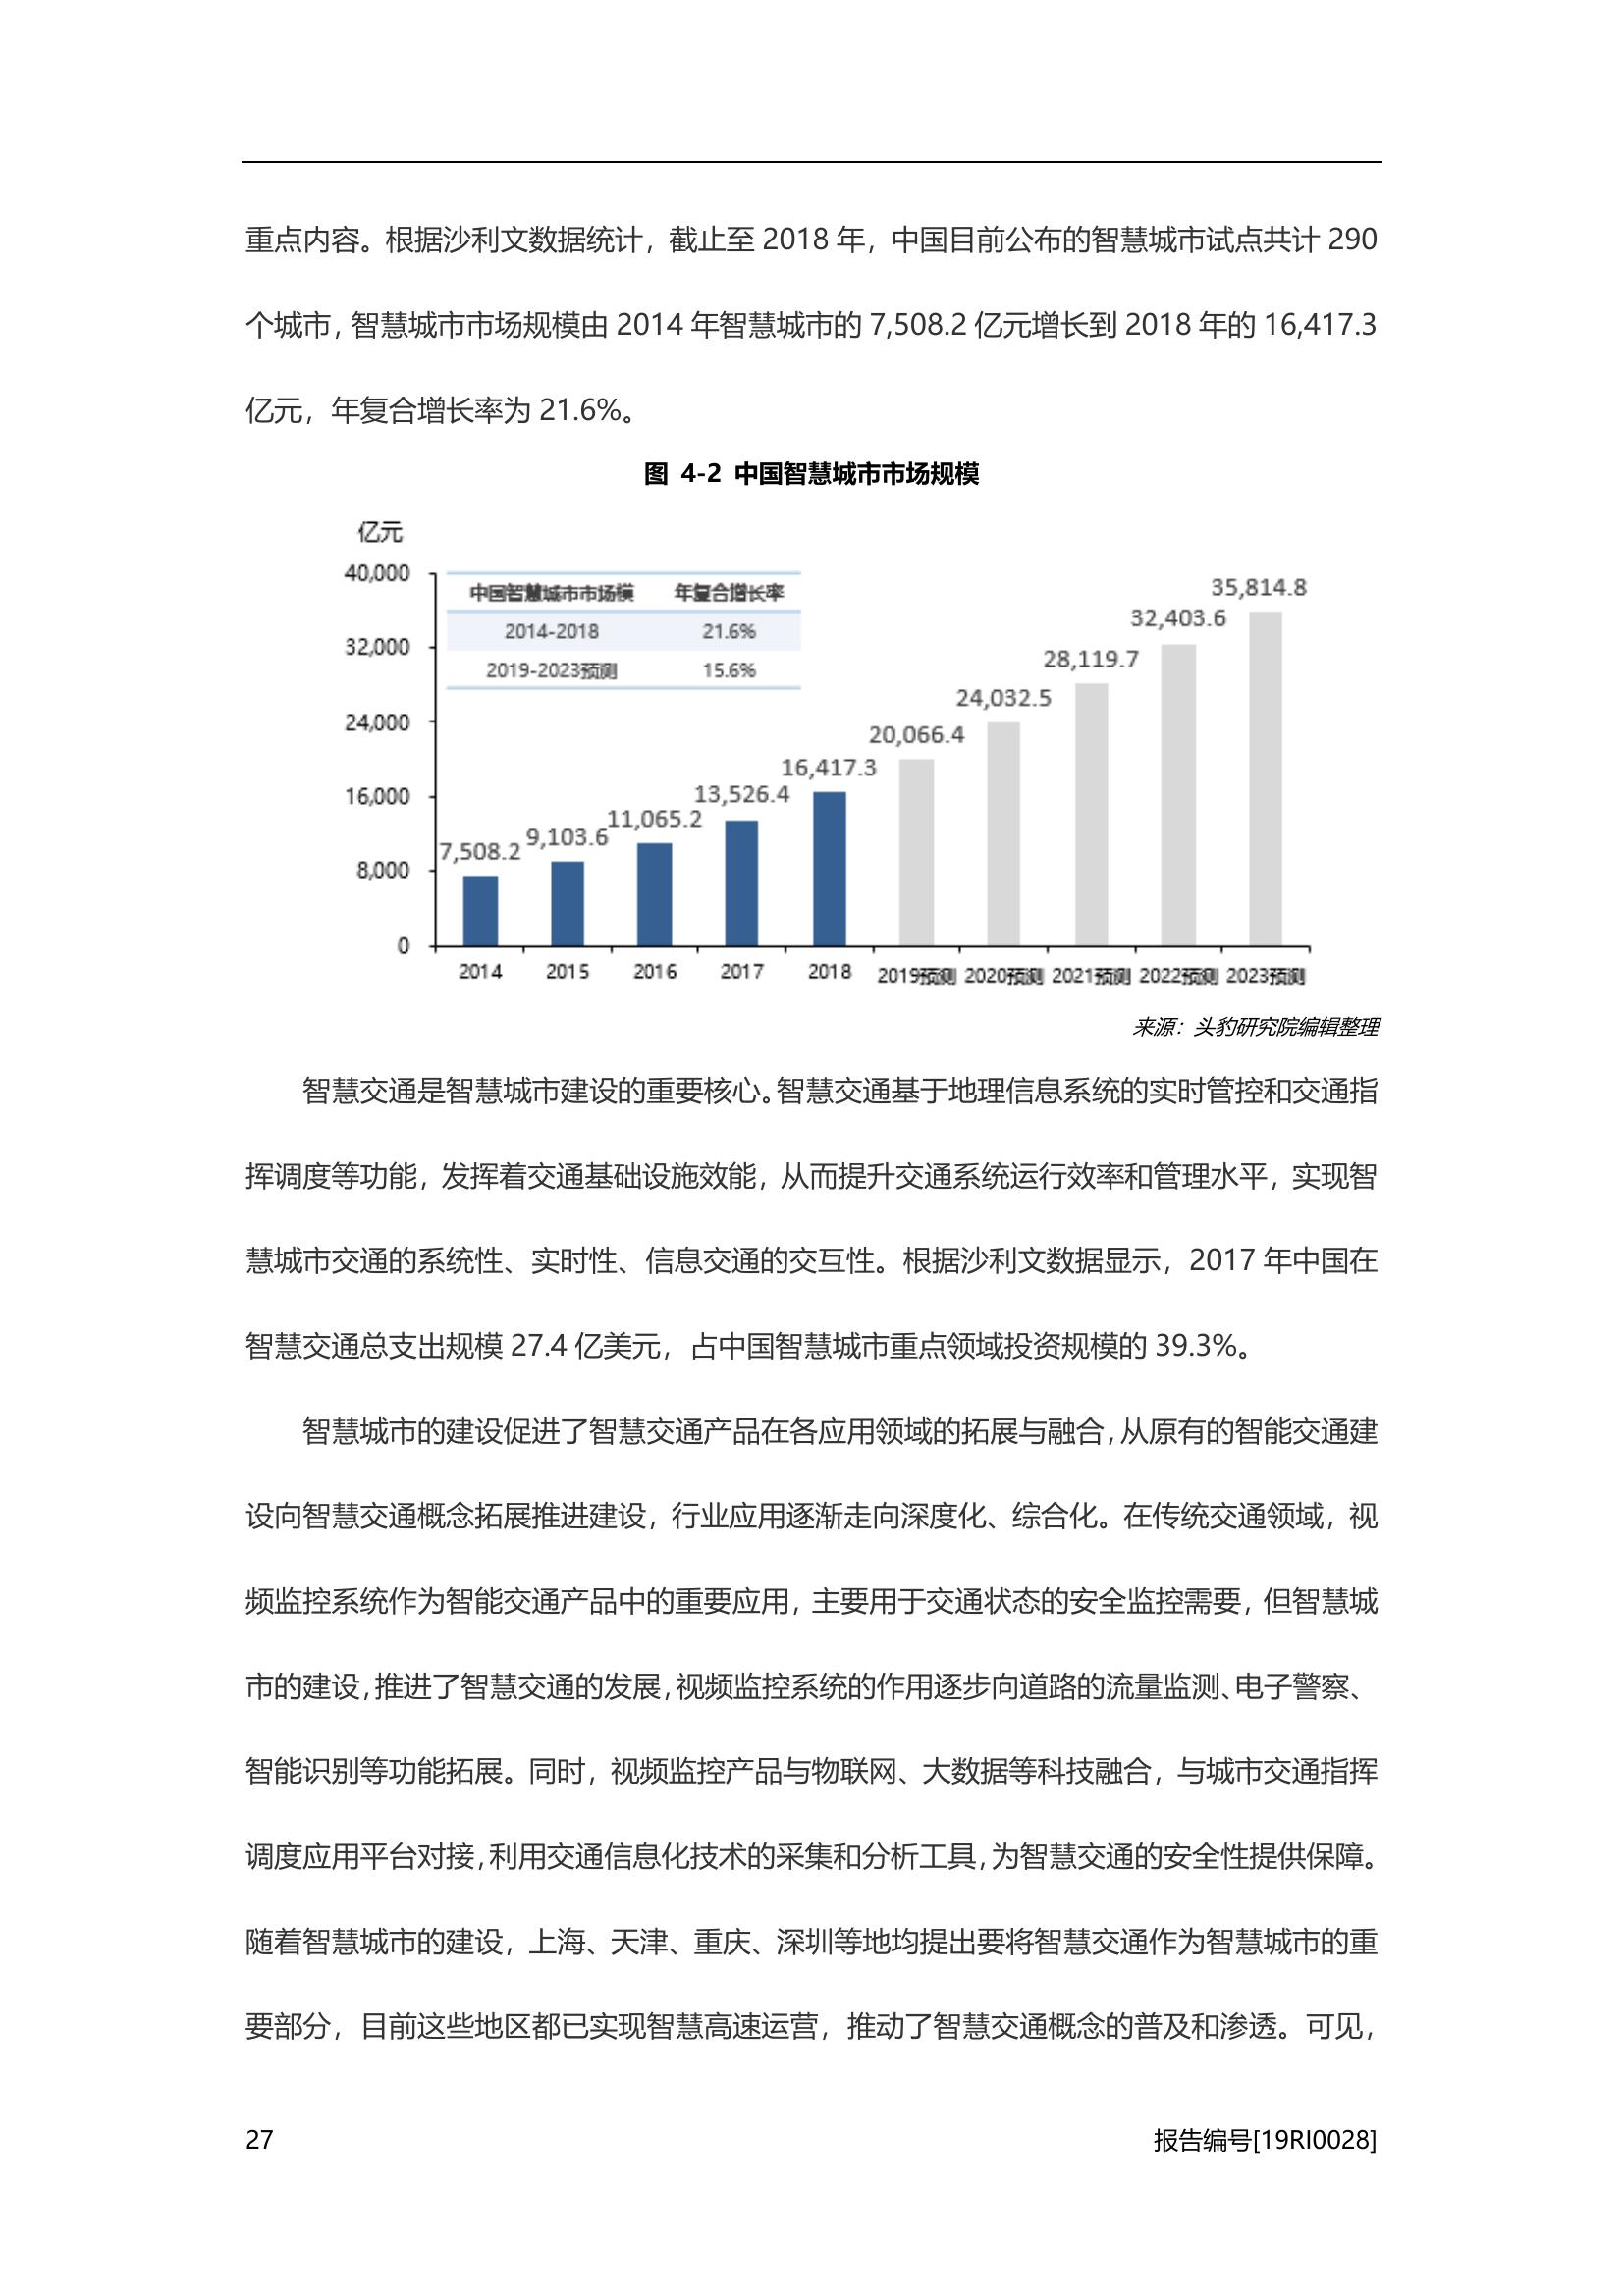 重点内容。根据沙利文数据统计，截止至 2018 年，中国目前公布的智慧城市试点共计 290
个城市，智慧城市市场规模由 2014 年智慧城市的 7,508.2 亿元增长到 2018 年的 16,417.3
亿元，年复合增长率为 21.6%。
图 4-2 中国智慧城市市场规模
亿元
40,000
32,000
24,000
16,000
8,000
0
中国智慧城市市场模 年复合增长率
2014-2018 21.6%
2019-2023预测 15.6%
7,508.2
9,103.6
11,065.2
13,526.4
16,417.3
20,066.4
24,032.5
28,119.7
32,403.6
35,814.8
2014 2015 2016 2017 2018 2019预测 2020预测 2021预测 2022预测 2023预测
来源：头豹研究院编辑整理
智慧交通是智慧城市建设的重要核心。智慧交通基于地理信息系统的实时管控和交通指
挥调度等功能，发挥着交通基础设施效能，从而提升交通系统运行效率和管理水平，实现智
慧城市交通的系统性、实时性、信息交通的交互性。根据沙利文数据显示，2017 年中国在
智慧交通总支出规模 27.4 亿美元，占中国智慧城市重点领域投资规模的 39.3%。
智慧城市的建设促进了智慧交通产品在各应用领域的拓展与融合，从原有的智能交通建
设向智慧交通概念拓展推进建设，行业应用逐渐走向深度化、综合化。在传统交通领域，视
频监控系统作为智能交通产品中的重要应用，主要用于交通状态的安全监控需要，但智慧城
市的建设，推进了智慧交通的发展，视频监控系统的作用逐步向道路的流量监测、电子警察、
智能识别等功能拓展。同时，视频监控产品与物联网、大数据等科技融合，与城市交通指挥
调度应用平台对接，利用交通信息化技术的采集和分析工具，为智慧交通的安全性提供保障。
随着智慧城市的建设，上海、天津、重庆、深圳等地均提出要将智慧交通作为智慧城市的重
要部分，目前这些地区都已实现智慧高速运营，推动了智慧交通概念的普及和渗透。可见，
27 报告编号[19RI0028]